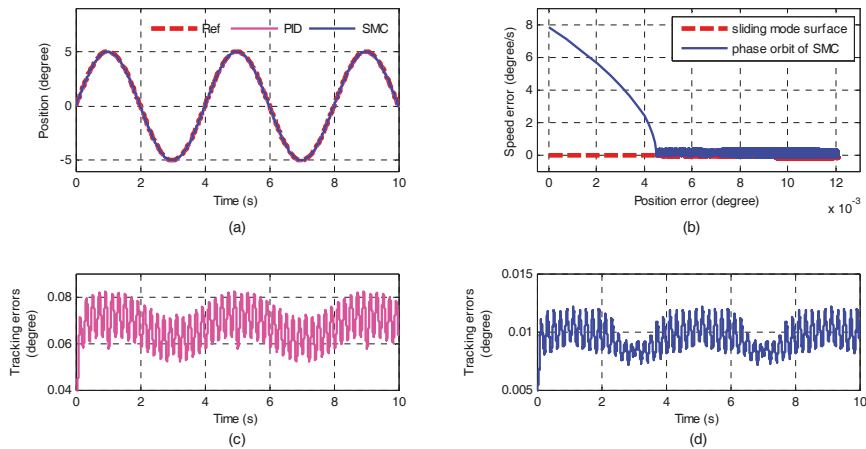 Ref PID SMC
5
0
-5
Position (degree)
0 2 4 6 8 10
Time (s)
(a)
8
6
4
2
0
Speed error (degree/s)
sliding mode surface
phase orbit of SMC
0 2 4 6 8 10 12
Position error (degree)
x 10-3
(b)
0.08
0.06
0.04
Tracking errors
(degree)
0 2 4 6 8 10
Time (s)
(c)
0.015
0.010
0.005
Tracking errors
(degree)
0 2 4 6 8 10
Time (s)
(d)